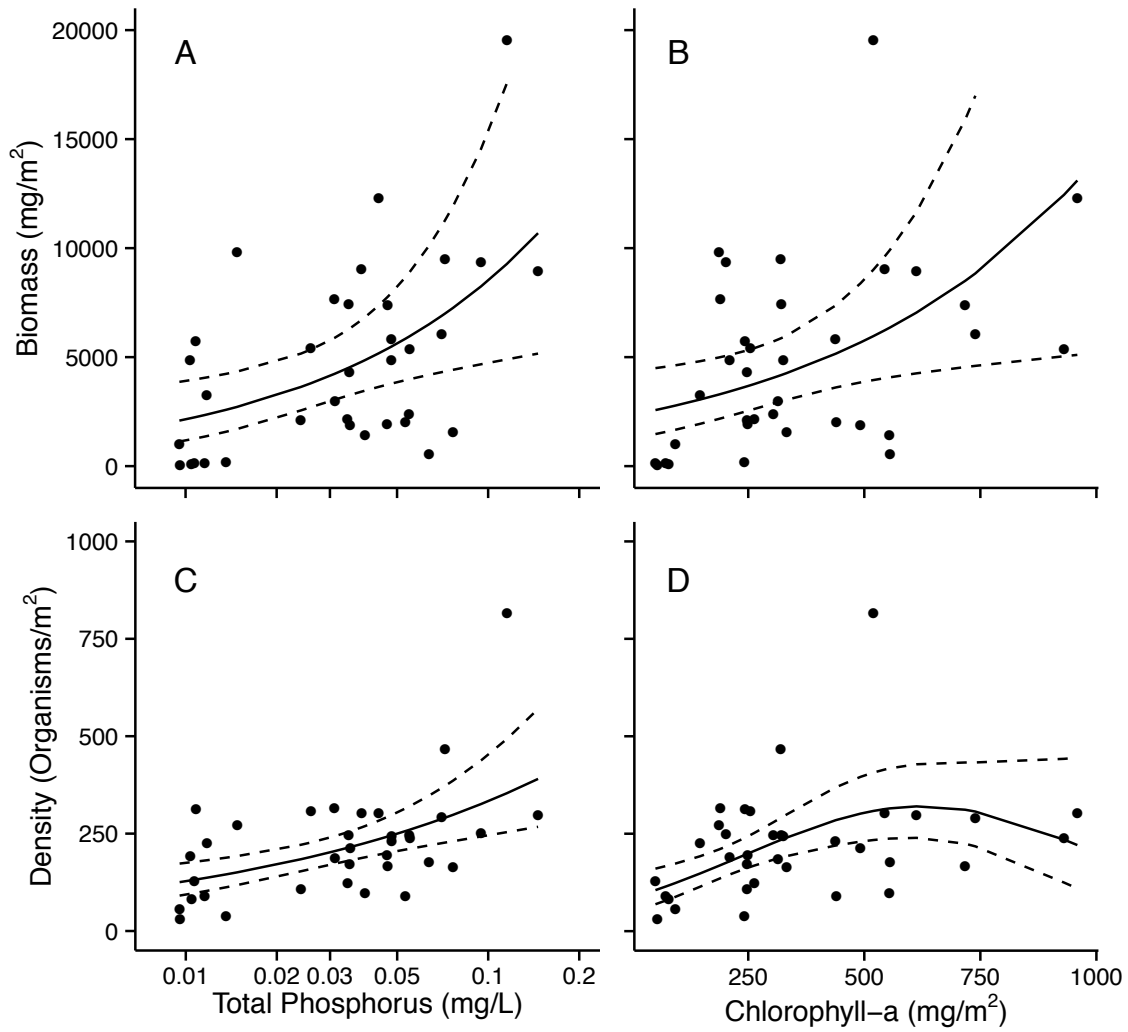 A
B
20000
15000
10000
5000
0
Biomass (mg/m²)
C
D
1000
750
500
250
0
Density (Organisms/m²)
0.01 0.02 0.03 0.05 0.1 0.2
Total Phosphorus (mg/L)
250 500 750 1000
Chlorophyll−a (mg/m²)